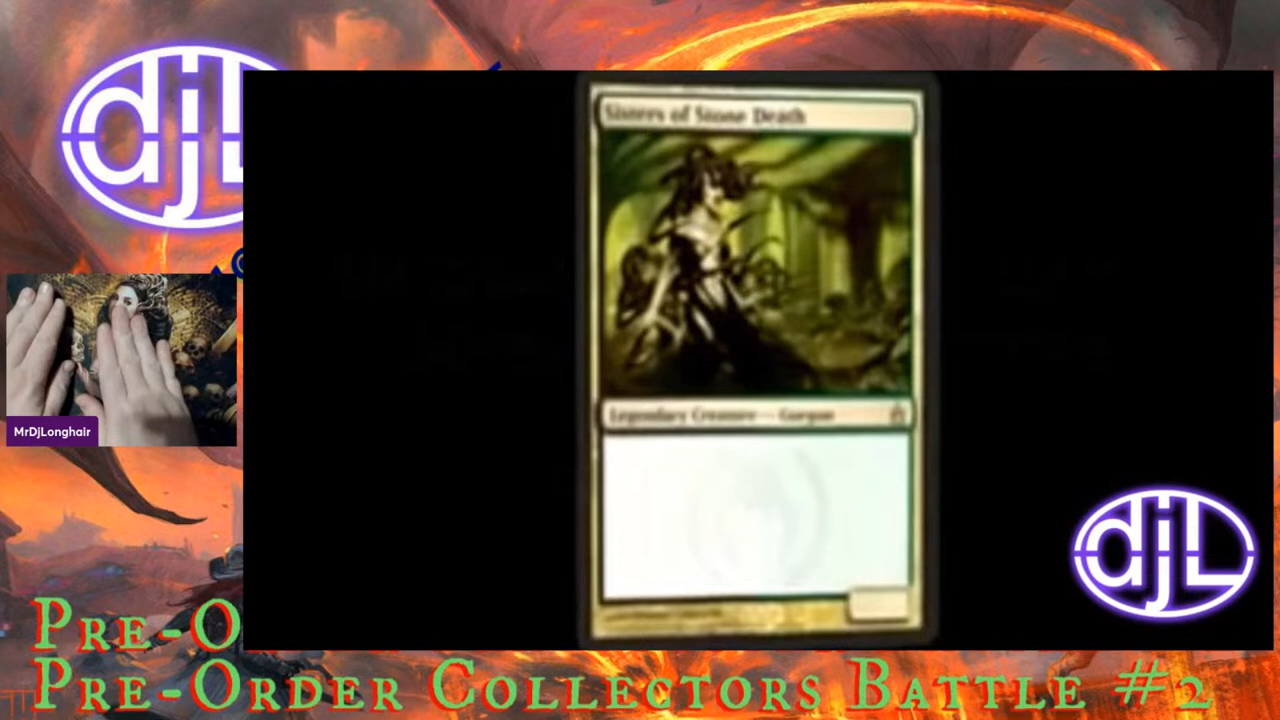 djL
Sisters of Stone Death
Legendary Creature — Gorgon
MrDjLonghair
djL
Pre-O
Pre-Order Collectors Battle #2